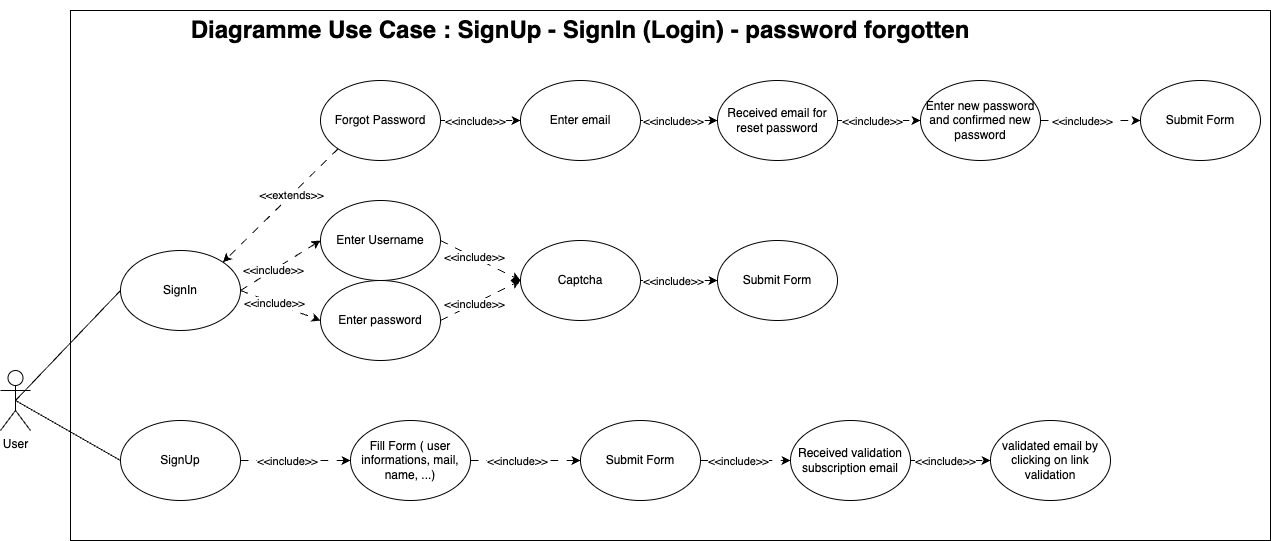 Diagramme Use Case : SignUp - SignIn (Login) - password forgotten
Forgot Password
<<include>>
Enter email
<<include>>
Received email for
reset password
<<include>>
Enter new password
and confirmed new
password
<<include>>
Submit Form
<<extends>>
SignIn
<<include>>
<<include>>
Enter Username
Enter password
<<include>>
<<include>>
Captcha
<<include>>
Submit Form
User
SignUp
<<include>>
Fill Form ( user
informations, mail,
name, ...)
<<include>>
Submit Form
<<include>>
Received validation
subscription email
<<include>>
validated email by
clicking on link
validation